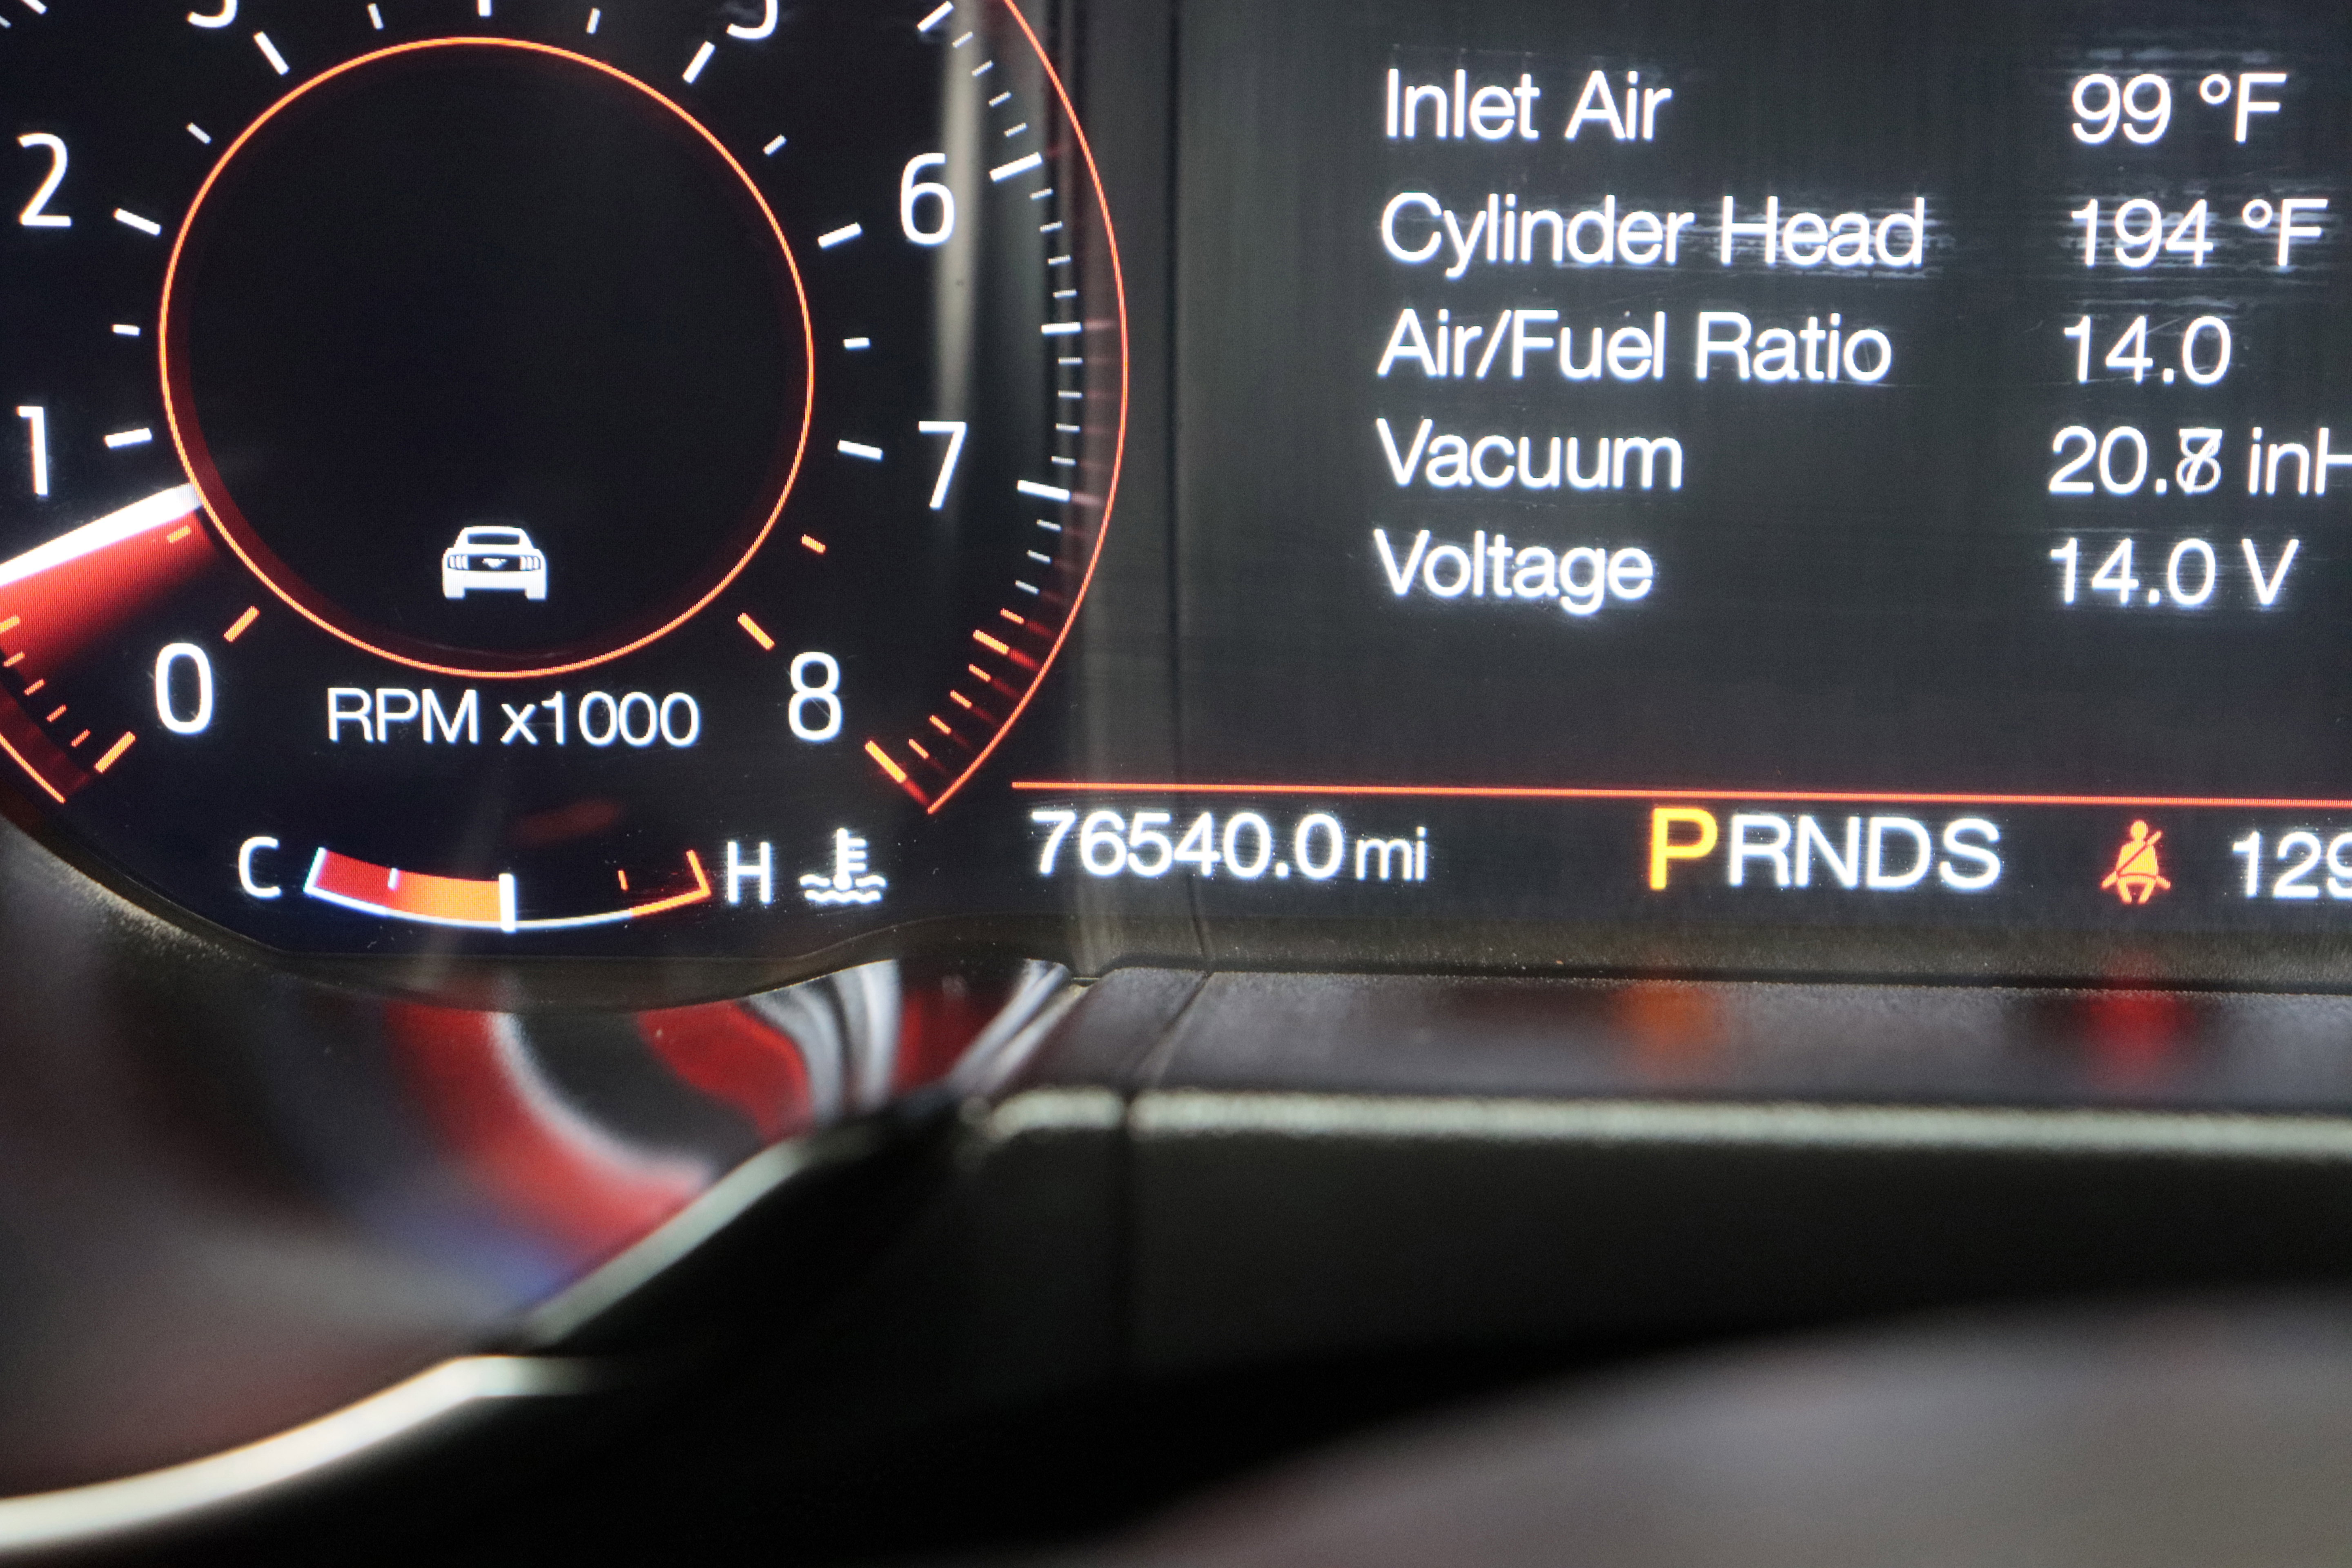 2
1
0
6
7
8
RPM x1000
C
H
Inlet Air 99 °F
Cylinder Head 194 °F
Air/Fuel Ratio 14.0
Vacuum
Voltage 14.0 V
76540.0 mi
PRNDS